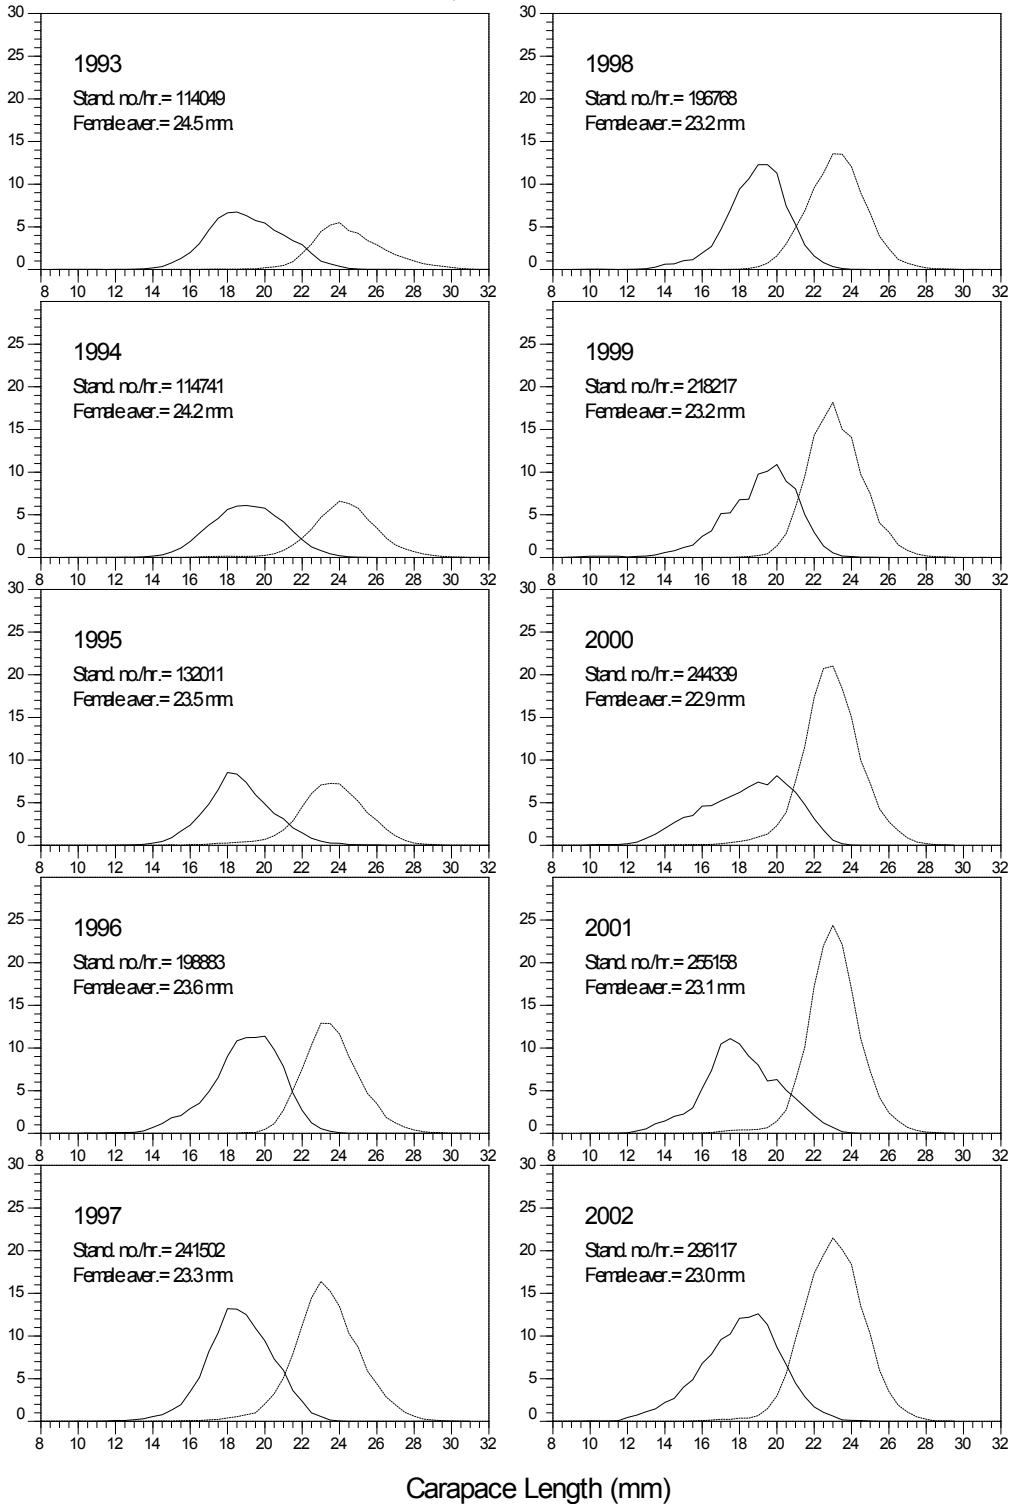 30
25
20
15
10
5
0
1993
Stand. no./hr.= 114049
Female aver.= 24.5 mm.
8 10 12 14 16 18 20 22 24 26 28 30 32
30
25
20
15
10
5
0
1998
Stand. no./hr.= 196768
Female aver.= 23.2 mm.
8 10 12 14 16 18 20 22 24 26 28 30 32
25
20
15
10
5
0
1994
Stand. no./hr.= 114741
Female aver.= 24.2 mm.
8 10 12 14 16 18 20 22 24 26 28 30 32
25
20
15
10
5
0
1999
Stand. no./hr.= 218217
Female aver.= 23.2 mm.
8 10 12 14 16 18 20 22 24 26 28 30 32
30
25
20
15
10
5
0
1995
Stand. no./hr.= 132011
Female aver.= 23.5 mm.
8 10 12 14 16 18 20 22 24 26 28 30 32
30
25
20
15
10
5
0
2000
Stand. no./hr.= 244339
Female aver.= 22.9 mm.
8 10 12 14 16 18 20 22 24 26 28 30 32
25
20
15
10
5
0
1996
Stand. no./hr.= 198883
Female aver.= 23.6 mm.
8 10 12 14 16 18 20 22 24 26 28 30 32
25
20
15
10
5
0
2001
Stand. no./hr.= 255158
Female aver.= 23.1 mm.
8 10 12 14 16 18 20 22 24 26 28 30 32
30
25
20
15
10
5
0
1997
Stand. no./hr.= 241502
Female aver.= 23.3 mm.
8 10 12 14 16 18 20 22 24 26 28 30 32
30
25
20
15
10
5
0
2002
Stand. no./hr.= 296117
Female aver.= 23.0 mm.
8 10 12 14 16 18 20 22 24 26 28 30 32
Carapace Length (mm)